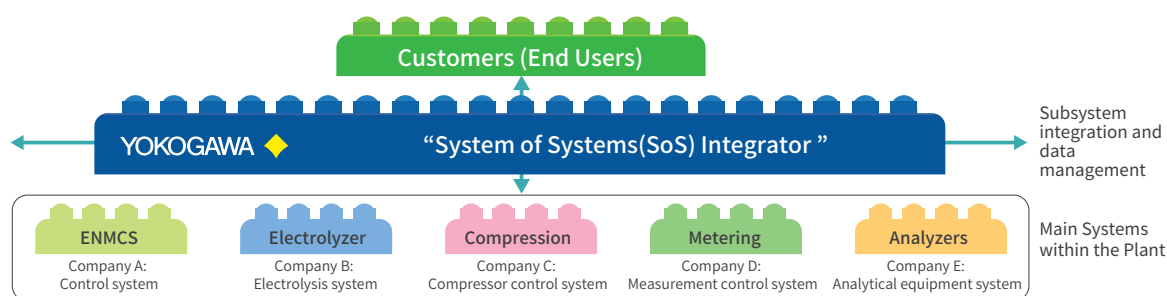 Customers (End Users)
YOKOGAWA
“System of Systems(SoS) Integrator ”
Subsystem
integration and
data
management
ENMCS
Electrolyzer
Compression
Metering
Analyzers
Company A:
Control system
Company B:
Electrolysis system
Company C:
Compressor control system
Company D:
Measurement control system
Company E:
Analytical equipment system
Main Systems
within the Plant